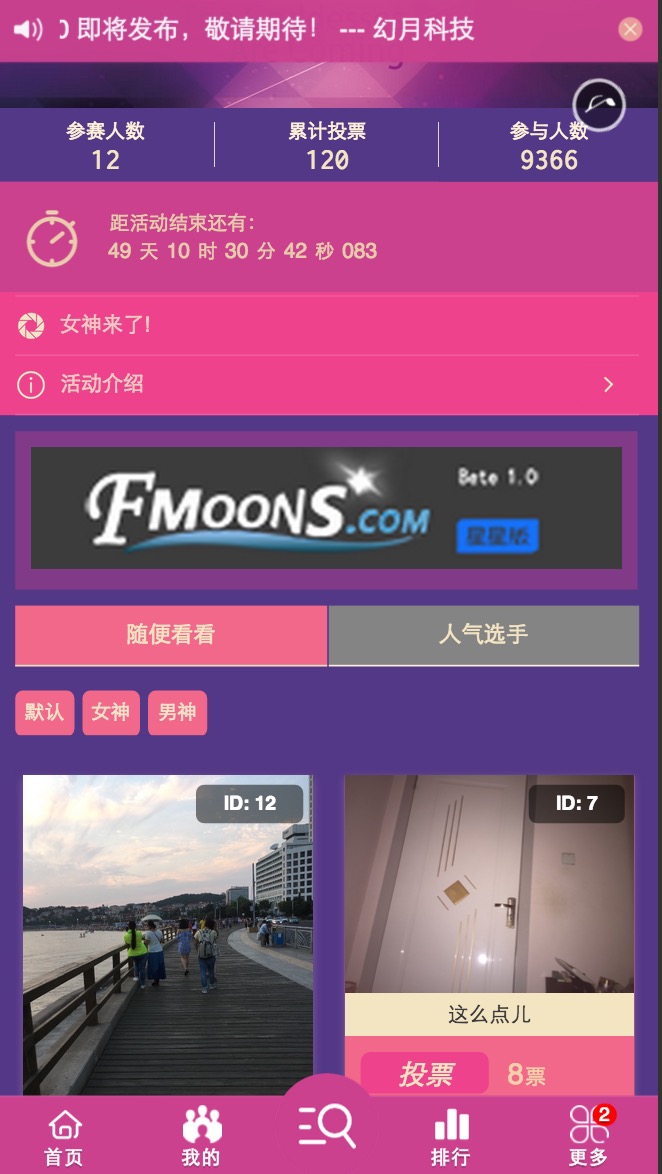 即将发布，敬请期待！ --- 幻月科技
参赛人数 累计投票 参与人数
12 120 9366
距活动结束还有：
49 天 10 时 30 分 42 秒 083
女神来了!
活动介绍
FMOONS.COM
Bete 1.0
星星版
随便看看 人气选手
默认 女神 男神
ID: 12
ID: 7
这么点儿
投票 8票
2
首页 我的 排行 更多